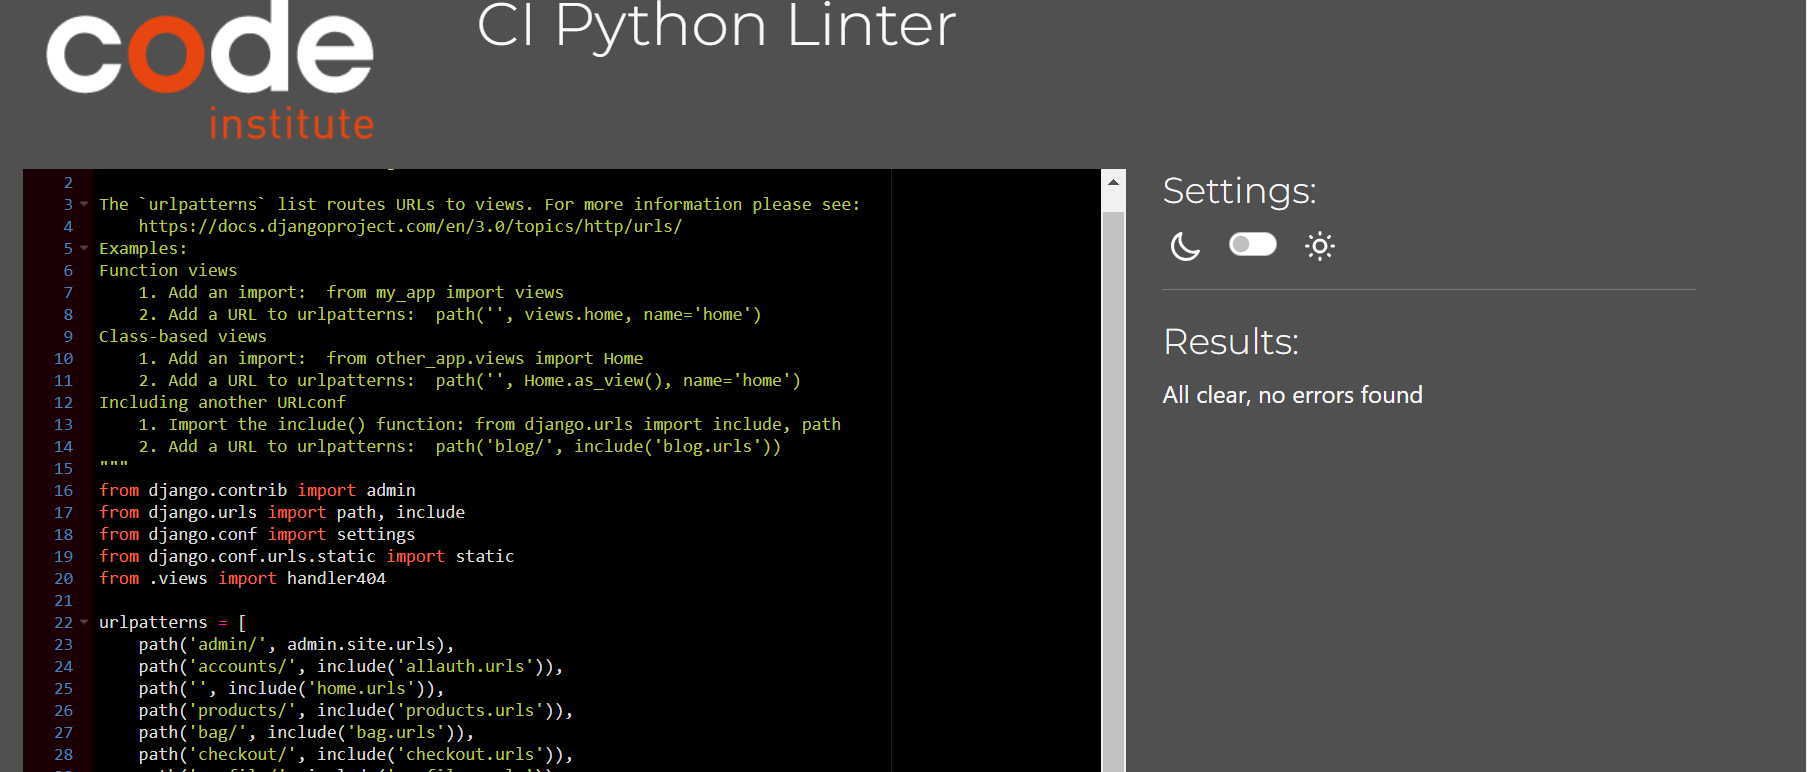 code
institute
CI Python Linter
2
3 The `urlpatterns` list routes URLs to views. For more information please see:
4     https://docs.djangoproject.com/en/3.0/topics/http/urls/
5 Examples:
6 Function views
7     1. Add an import:  from my_app import views
8     2. Add a URL to urlpatterns:  path('', views.home, name='home')
9 Class-based views
10     1. Add an import:  from other_app.views import Home
11     2. Add a URL to urlpatterns:  path('', Home.as_view(), name='home')
12 Including another URLconf
13     1. Import the include() function: from django.urls import include, path
14     2. Add a URL to urlpatterns:  path('blog/', include('blog.urls'))
15 """
16 from django.contrib import admin
17 from django.urls import path, include
18 from django.conf import settings
19 from django.conf.urls.static import static
20 from .views import handler404
21
22 urlpatterns = [
23     path('admin/', admin.site.urls),
24     path('accounts/', include('allauth.urls')),
25     path('', include('home.urls')),
26     path('products/', include('products.urls')),
27     path('bag/', include('bag.urls')),
28     path('checkout/', include('checkout.urls')),
Settings:
Results:
All clear, no errors found